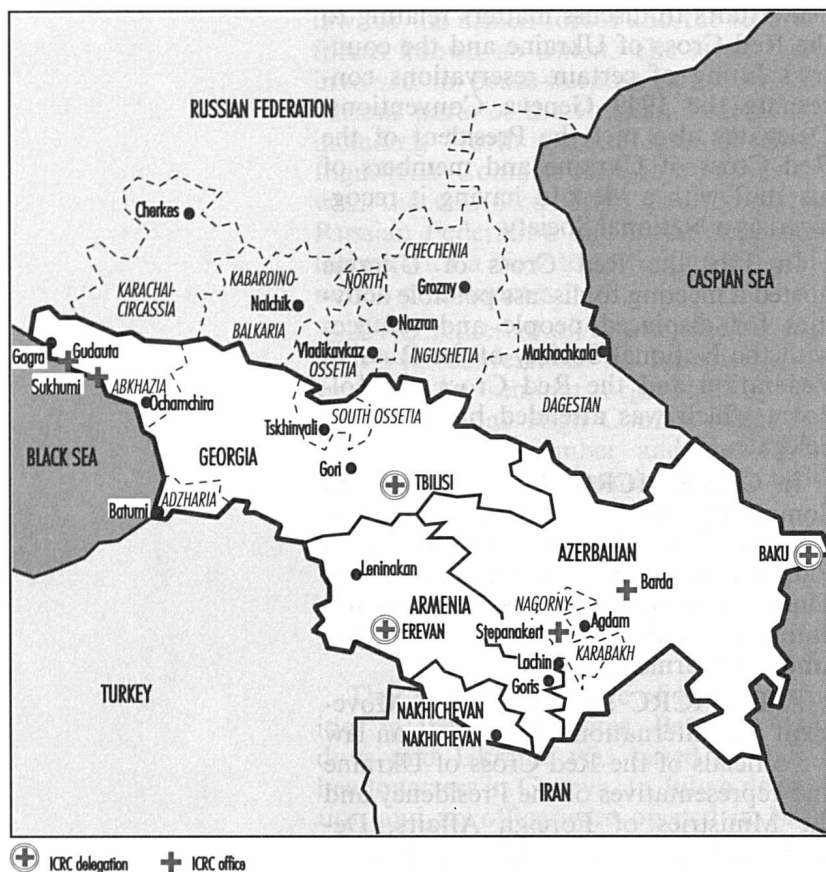 RUSSIAN FEDERATION
Cherkes
CHECHENIA
KABARDINO-
NORTH
Grozny
CASPIAN SEA
KARACHAI-
CIRCASSIA
Nalchik
Nazran
BALKARIA
Gagra
Gudauta
Vladikavkaz
OSSETIA
INGUSHETIA
Makhachkala
Sukhumi
ABKHAZIA
Ochamchira
DAGESTAN
SOUTH OSSETIA
Tskhinvali
BLACK SEA
GEORGIA
Gori
TBILISI
ADZHARIA
Batumi
AZERBAIJAN
BAKU
Leninakan
Barda
ARMENIA
NAGORNY-
EREVAN
Stepanakert
Agdam
KARABAKH
Lachin
Goris
TURKEY
NAKHICHEVAN
NAKHICHEVAN
IRAN
ICRC delegation
ICRC office